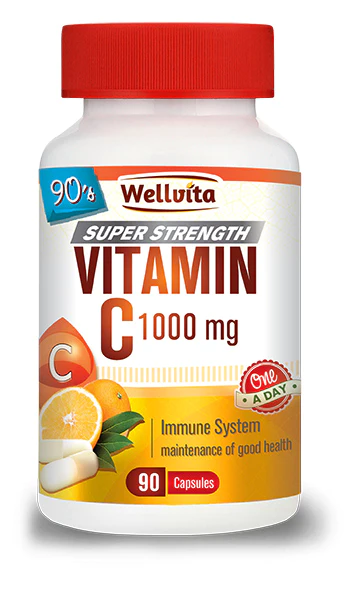 90's
Wellvita
SUPER STRENGTH
VITAMIN
C 1000 mg
C
One
A DAY
Immune System
maintenance of good health
90 Capsules